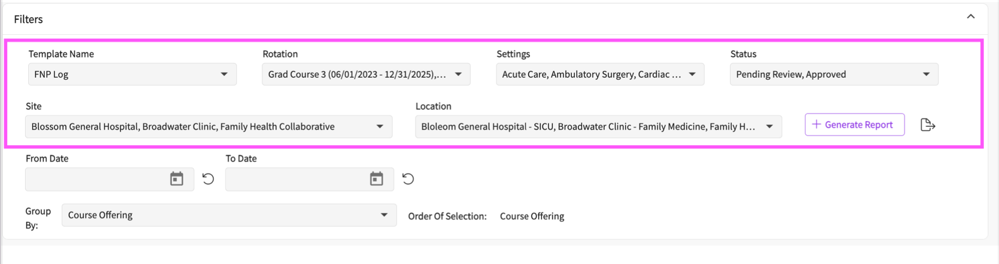 Filters
Template Name
Rotation
Settings
Status
FNP Log
Grad Course 3 (06/01/2023 - 12/31/2025),...
Acute Care, Ambulatory Surgery, Cardiac ...
Pending Review, Approved
Site
Location
Blossom General Hospital, Broadwater Clinic, Family Health Collaborative
Bloleom General Hospital - SICU, Broadwater Clinic - Family Medicine, Family H...
+ Generate Report
From Date
To Date
Group
By:
Course Offering
Order Of Selection:
Course Offering